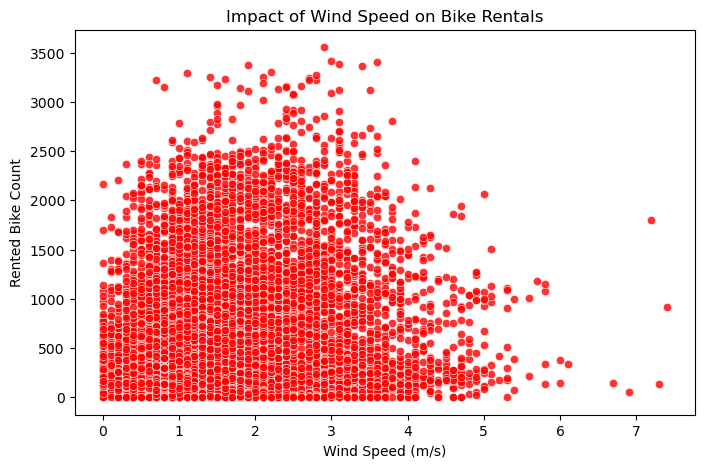 Impact of Wind Speed on Bike Rentals
3500
3000
2500
2000
1500
1000
500
0
Rented Bike Count
0 1 2 3 4 5 6 7
Wind Speed (m/s)